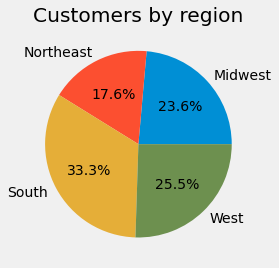 Customers by region
Northeast
Midwest
17.6%
23.6%
33.3%
25.5%
South
West